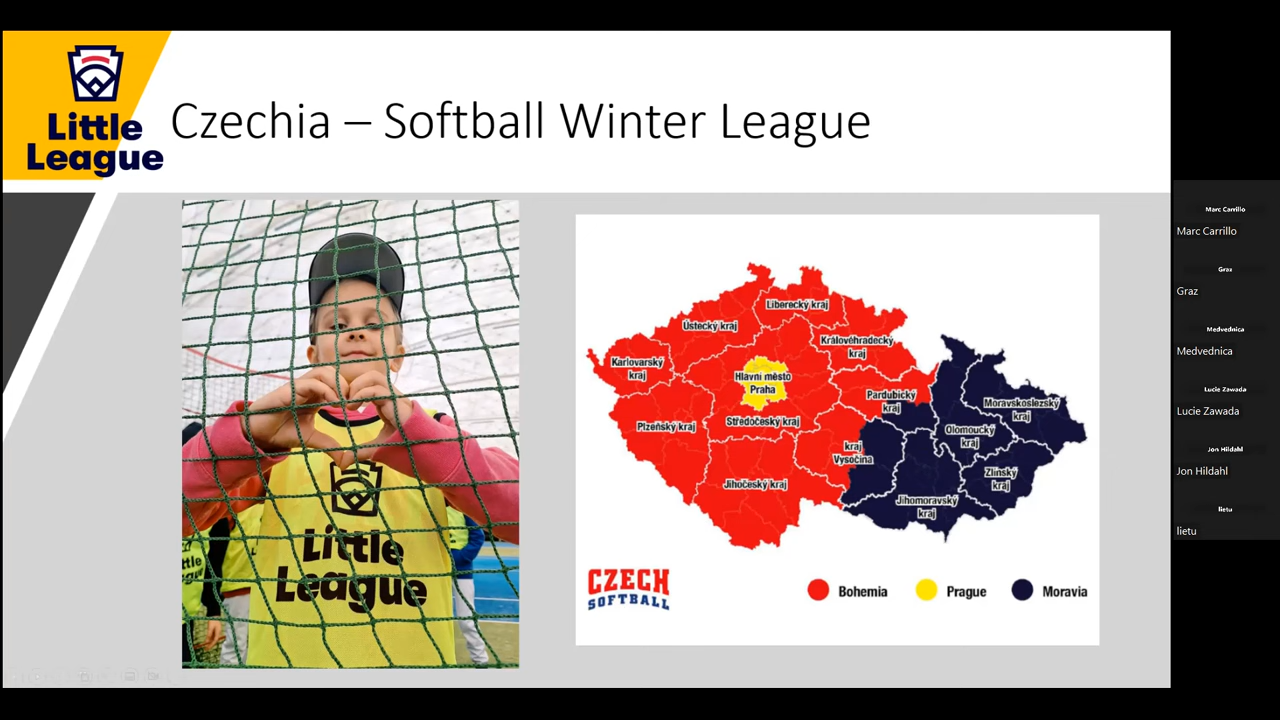 Little
League
Czechia – Softball Winter League
Little
League
Little
League
Liberecký kraj
Ústecký kraj
Královéhradecký
kraj
Karlovarský
kraj
Hlavní město
Praha
Pardubický
kraj
Moravskoslezský
kraj
Plzeňský kraj
Středočeský kraj
Olomoucký
kraj
kraj
Vysočina
Zlínský
kraj
Jihočeský kraj
Jihomoravský
kraj
CZECH
SOFTBALL
Bohemia
Prague
Moravia
Marc Carrillo
Marc Carrillo
Graz
Graz
Medvednica
Medvednica
Lucie Zawada
Lucie Zawada
Jon Hildahl
Jon Hildahl
lietu
lietu